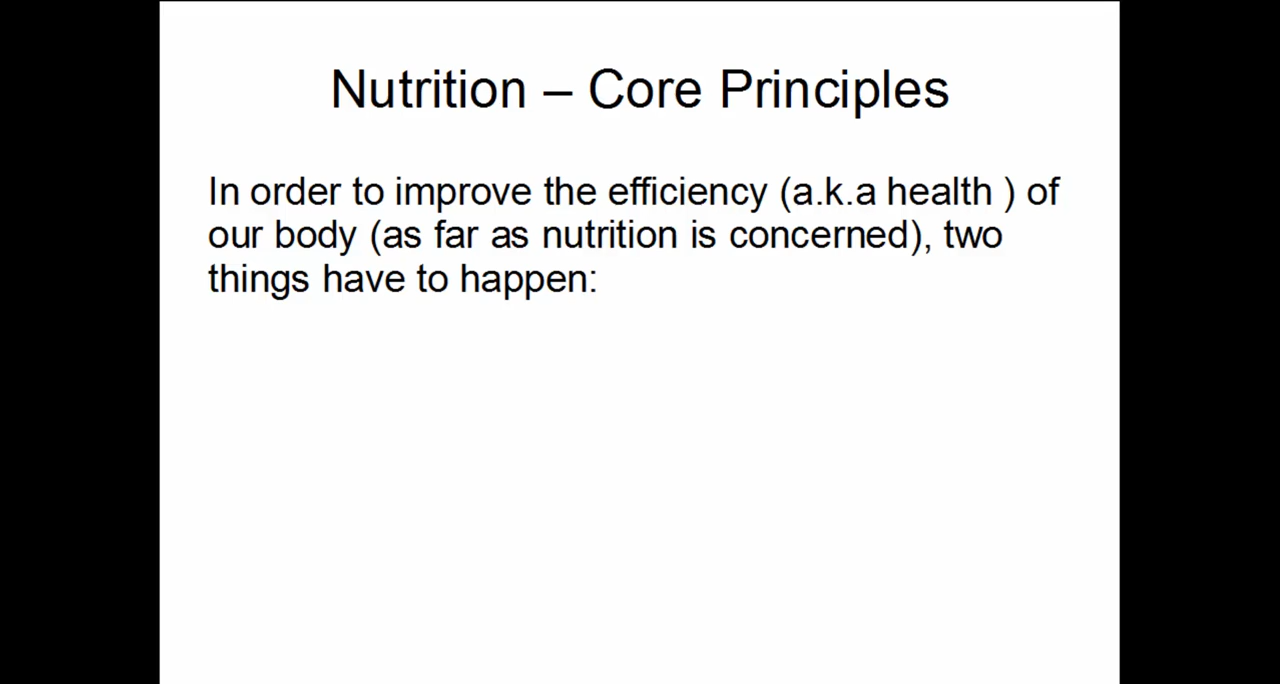 Nutrition – Core Principles
In order to improve the efficiency (a.k.a health ) of
our body (as far as nutrition is concerned), two
things have to happen: